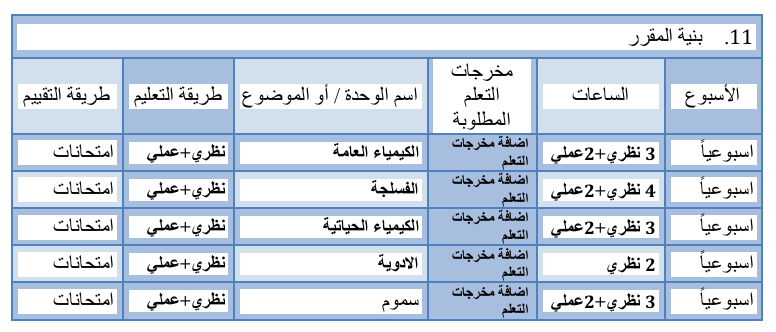 11. بنية المقرر
الأسبوع الساعات مخرجات التعلم المطلوبة اسم الوحدة / أو الموضوع طريقة التعليم طريقة التقييم
اسبوعياً 3 نظري+2عملي اضافة مخرجات التعلم الكيمياء العامة نظري+عملي امتحانات
اسبوعياً 4 نظري+2عملي اضافة مخرجات التعلم الفسلجة نظري+عملي امتحانات
اسبوعياً 3 نظري+2عملي اضافة مخرجات التعلم الكيمياء الحياتية نظري+عملي امتحانات
اسبوعياً 2 نظري اضافة مخرجات التعلم الادوية نظري+عملي امتحانات
اسبوعياً 3 نظري+2عملي اضافة مخرجات التعلم سموم نظري+عملي امتحانات